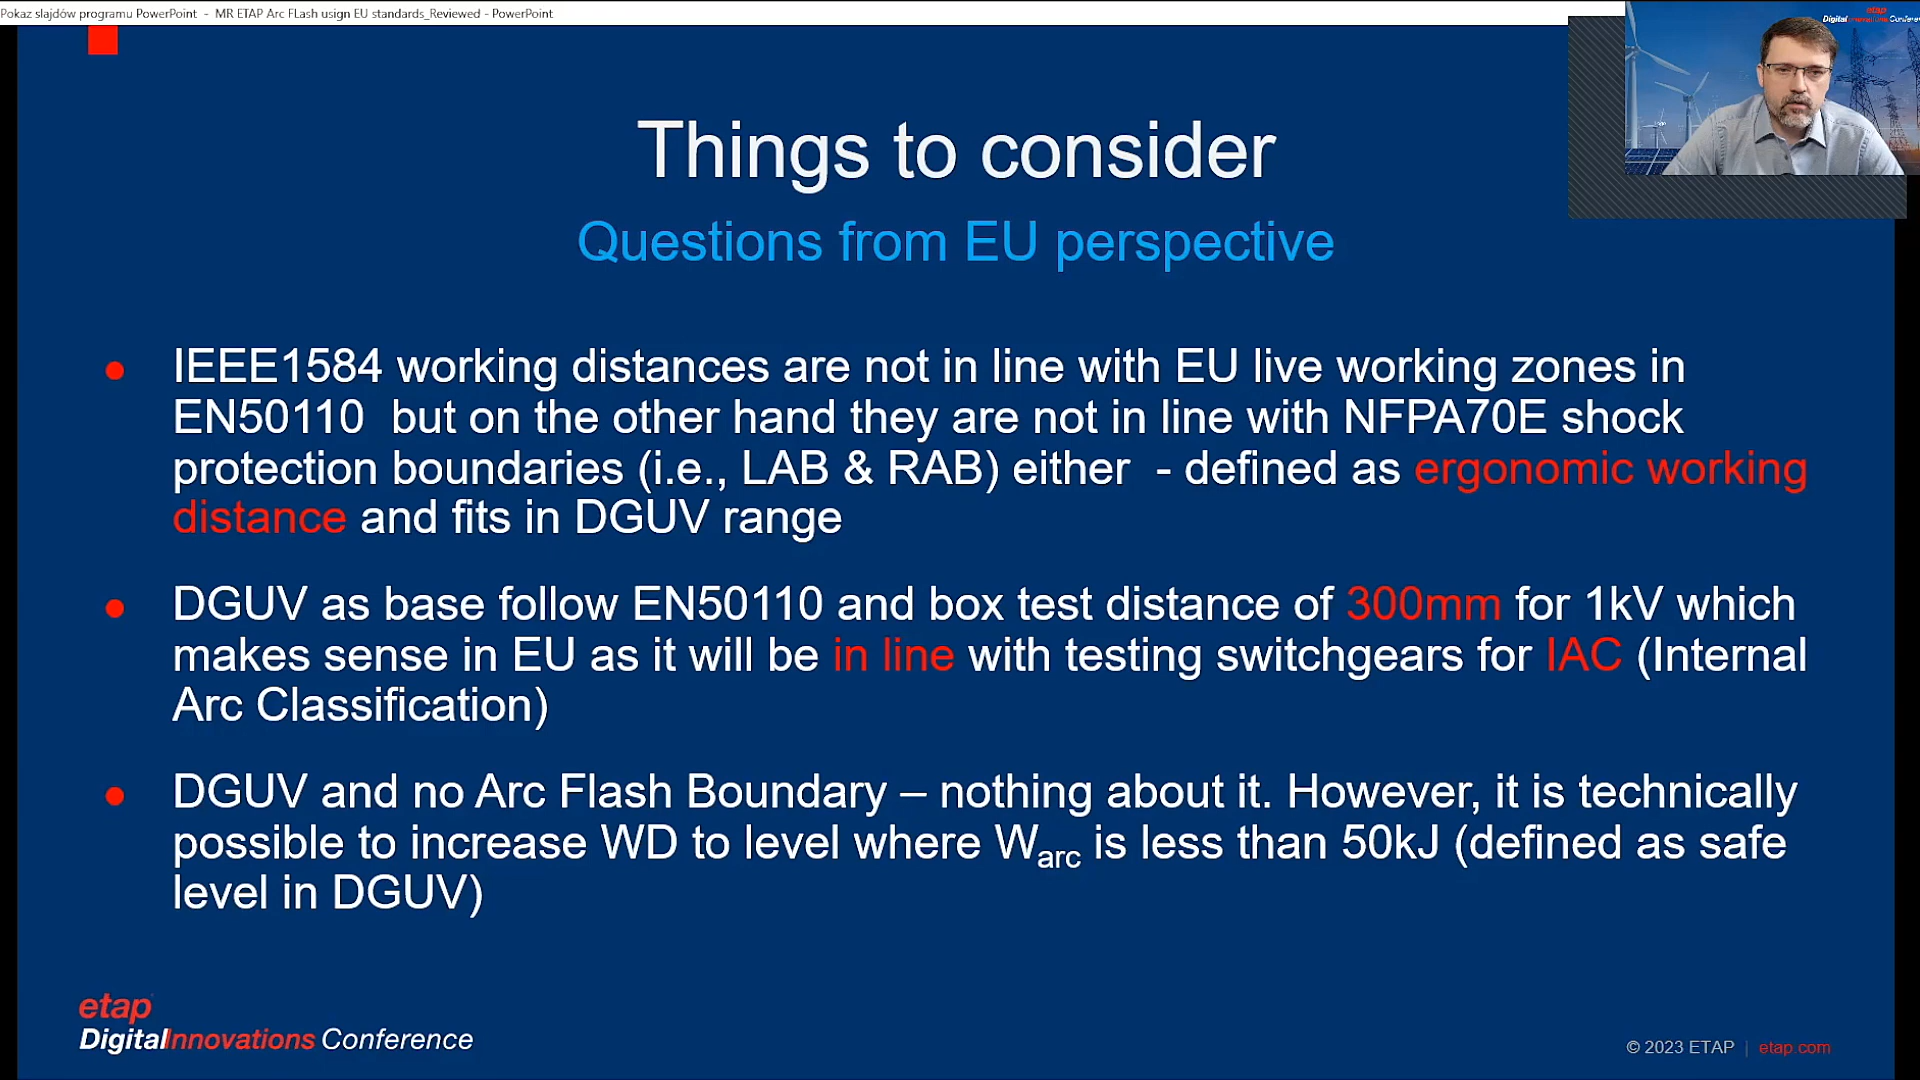 Pokaz slajdów programu PowerPoint - MR ETAP Arc FLash usign EU standards_Reviewed - PowerPoint
etap
DigitalInnovations Conference
Things to consider
Questions from EU perspective
IEEE1584 working distances are not in line with EU live working zones in
EN50110 but on the other hand they are not in line with NFPA70E shock
protection boundaries (i.e., LAB & RAB) either - defined as ergonomic working
distance and fits in DGUV range
DGUV as base follow EN50110 and box test distance of 300mm for 1kV which
makes sense in EU as it will be in line with testing switchgears for IAC (Internal
Arc Classification)
DGUV and no Arc Flash Boundary – nothing about it. However, it is technically
possible to increase WD to level where Warc is less than 50kJ (defined as safe
level in DGUV)
etap
DigitalInnovations Conference
© 2023 ETAP | etap.com